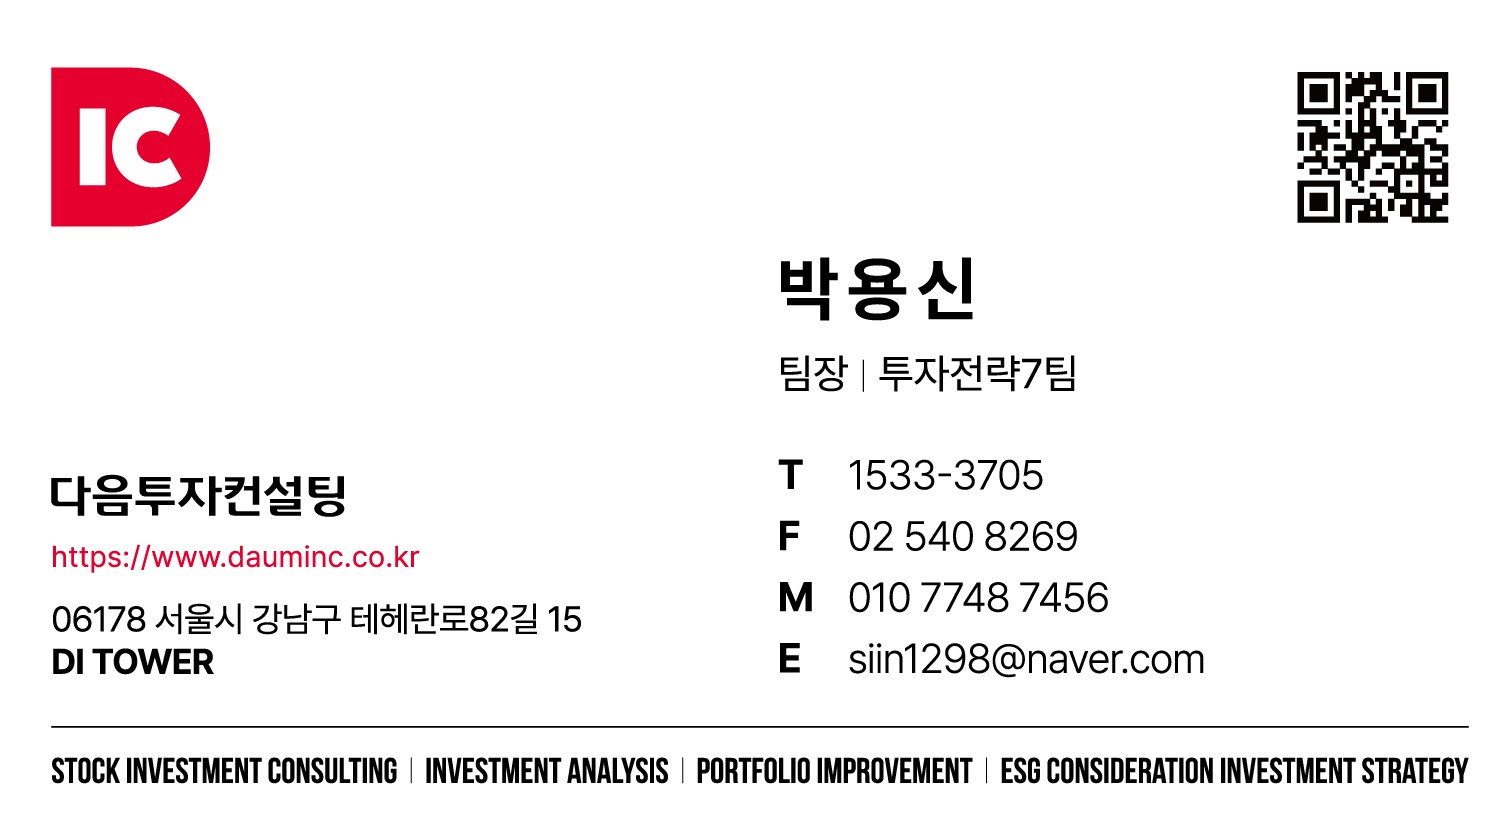 IC
박용신
팀장 | 투자전략7팀
다음투자컨설팅
https://www.dauminc.co.kr
06178 서울시 강남구 테헤란로82길 15
DI TOWER
T 1533-3705
F 02 540 8269
M 010 7748 7456
E siin1298@naver.com
STOCK INVESTMENT CONSULTING | INVESTMENT ANALYSIS | PORTFOLIO IMPROVEMENT | ESG CONSIDERATION INVESTMENT STRATEGY